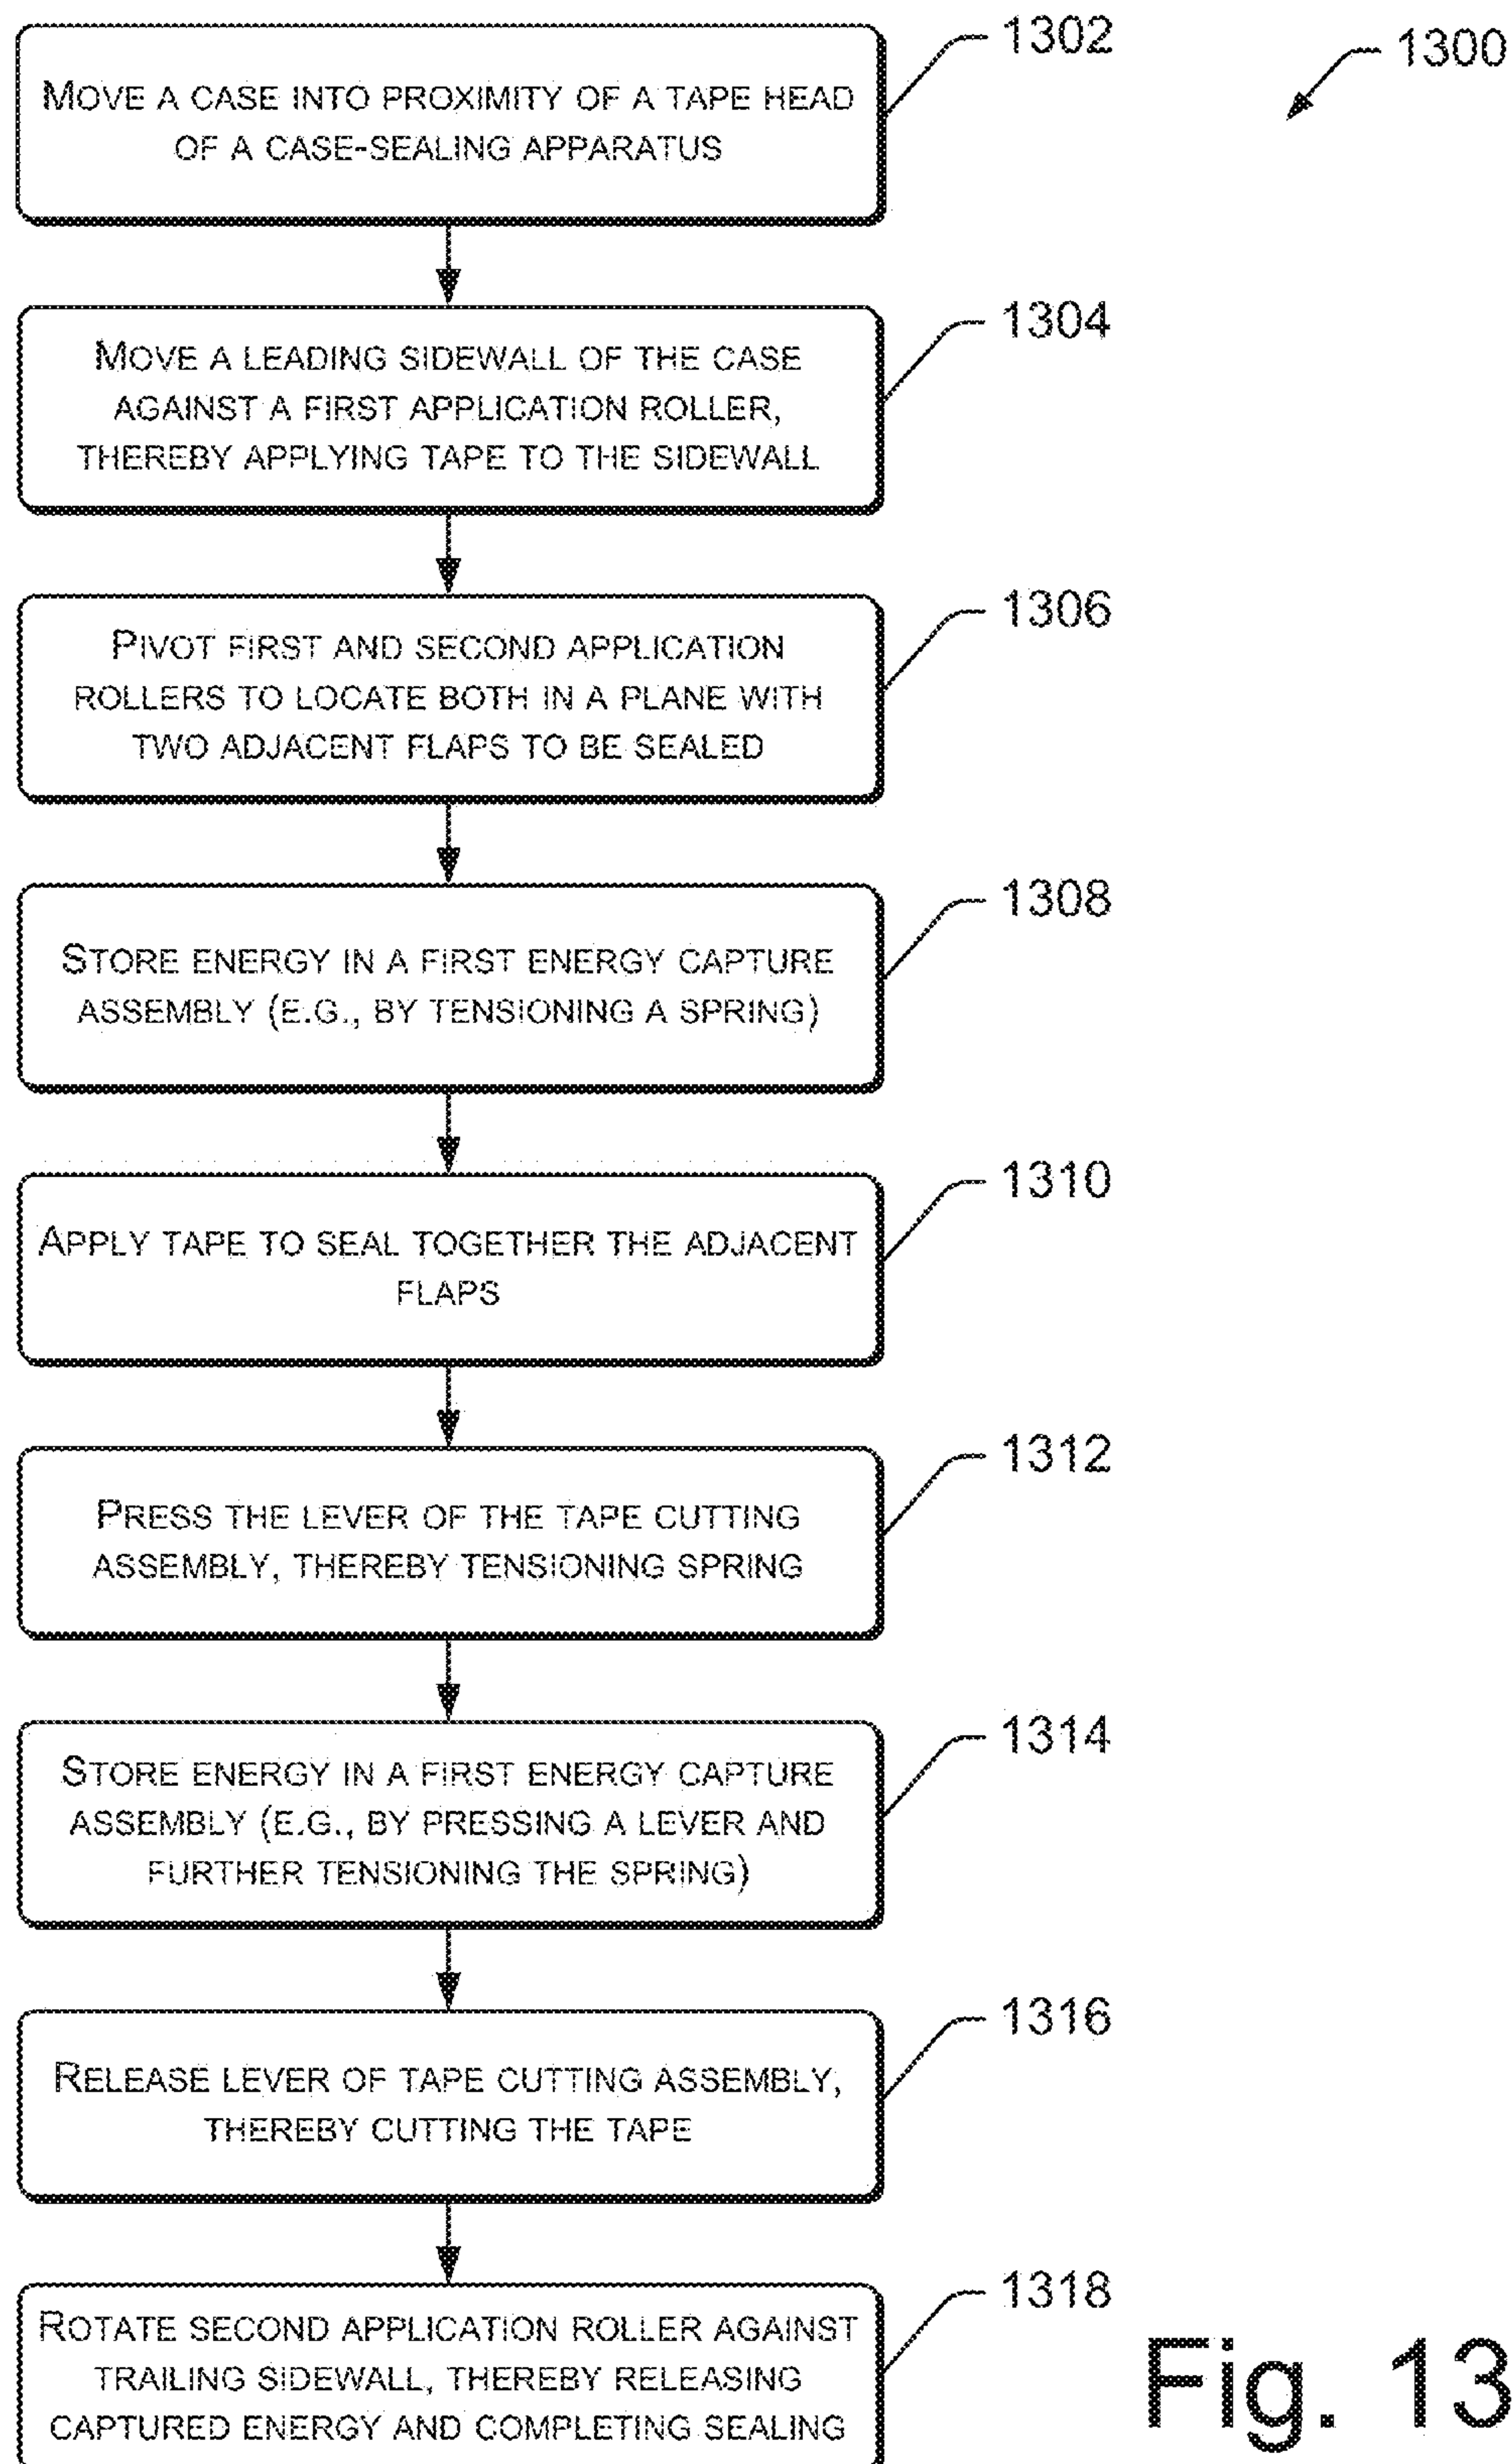 1302
1300
MOVE A CASE INTO PROXIMITY OF A TAPE HEAD
OF A CASE-SEALING APPARATUS
1304
MOVE A LEADING SIDEWALL OF THE CASE
AGAINST A FIRST APPLICATION ROLLER,
THEREBY APPLYING TAPE TO THE SIDEWALL
1306
PIVOT FIRST AND SECOND APPLICATION
ROLLERS TO LOCATE BOTH IN A PLANE WITH
TWO ADJACENT FLAPS TO BE SEALED
1308
STORE ENERGY IN A FIRST ENERGY CAPTURE
ASSEMBLY (E.G., BY TENSIONING A SPRING)
1310
APPLY TAPE TO SEAL TOGETHER THE ADJACENT
FLAPS
1312
PRESS THE LEVER OF THE TAPE CUTTING
ASSEMBLY, THEREBY TENSIONING SPRING
1314
STORE ENERGY IN A FIRST ENERGY CAPTURE
ASSEMBLY (E.G., BY PRESSING A LEVER AND
FURTHER TENSIONING THE SPRING)
1316
RELEASE LEVER OF TAPE CUTTING ASSEMBLY,
THEREBY CUTTING THE TAPE
1318
ROTATE SECOND APPLICATION ROLLER AGAINST
TRAILING SIDEWALL, THEREBY RELEASING
CAPTURED ENERGY AND COMPLETING SEALING
Fig. 13